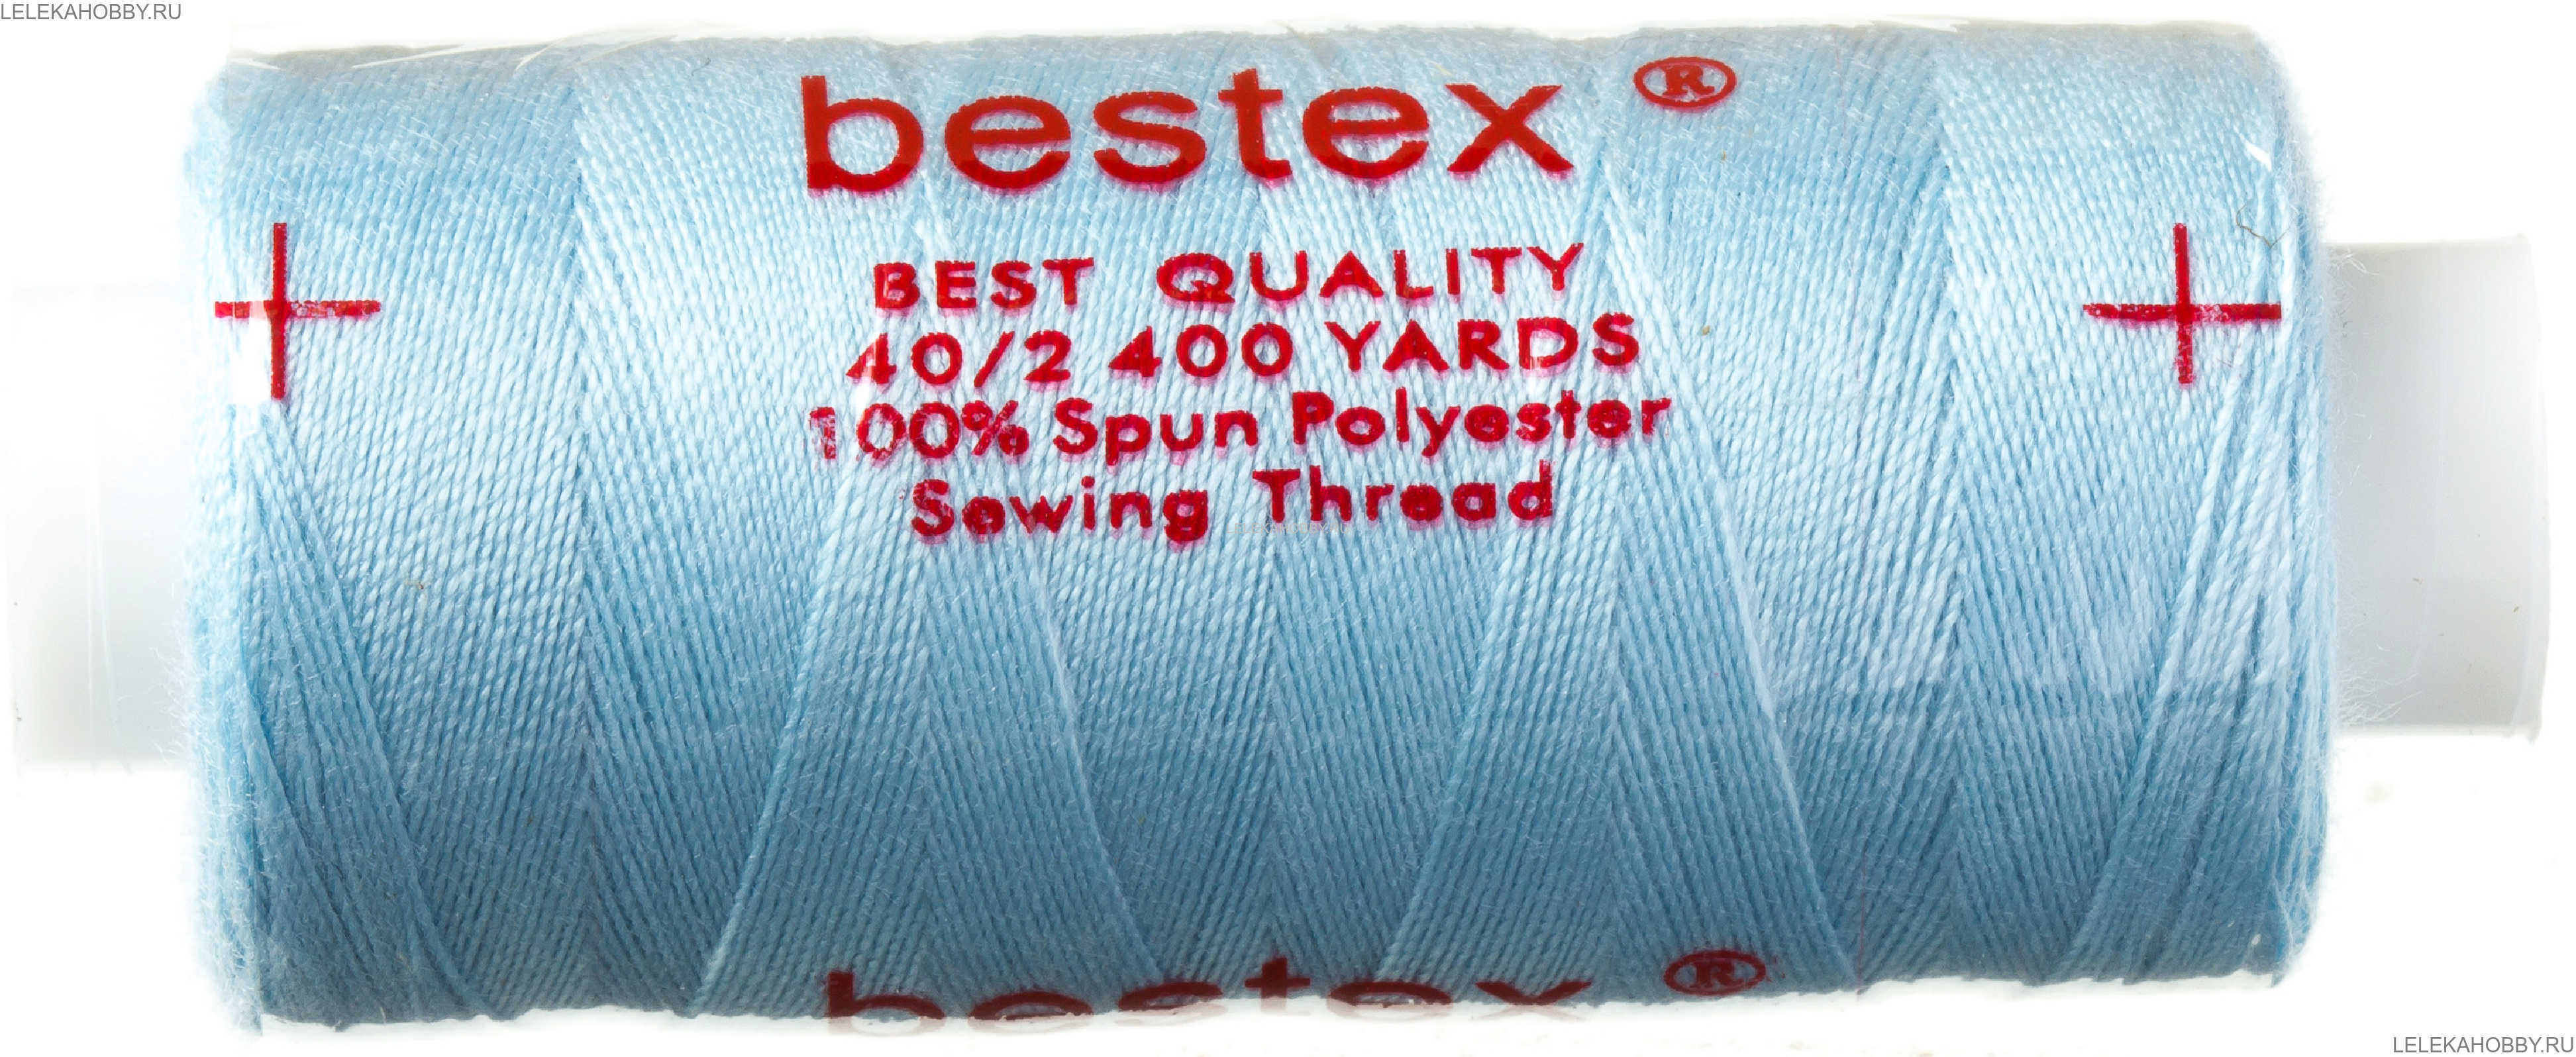 LELEKAHOBBY.RU
bestex ®
BEST QUALITY
40/2 400 YARDS
100% Spun Polyester
Sewing Thread
bestex ®
LELEKAHOBBY.RU